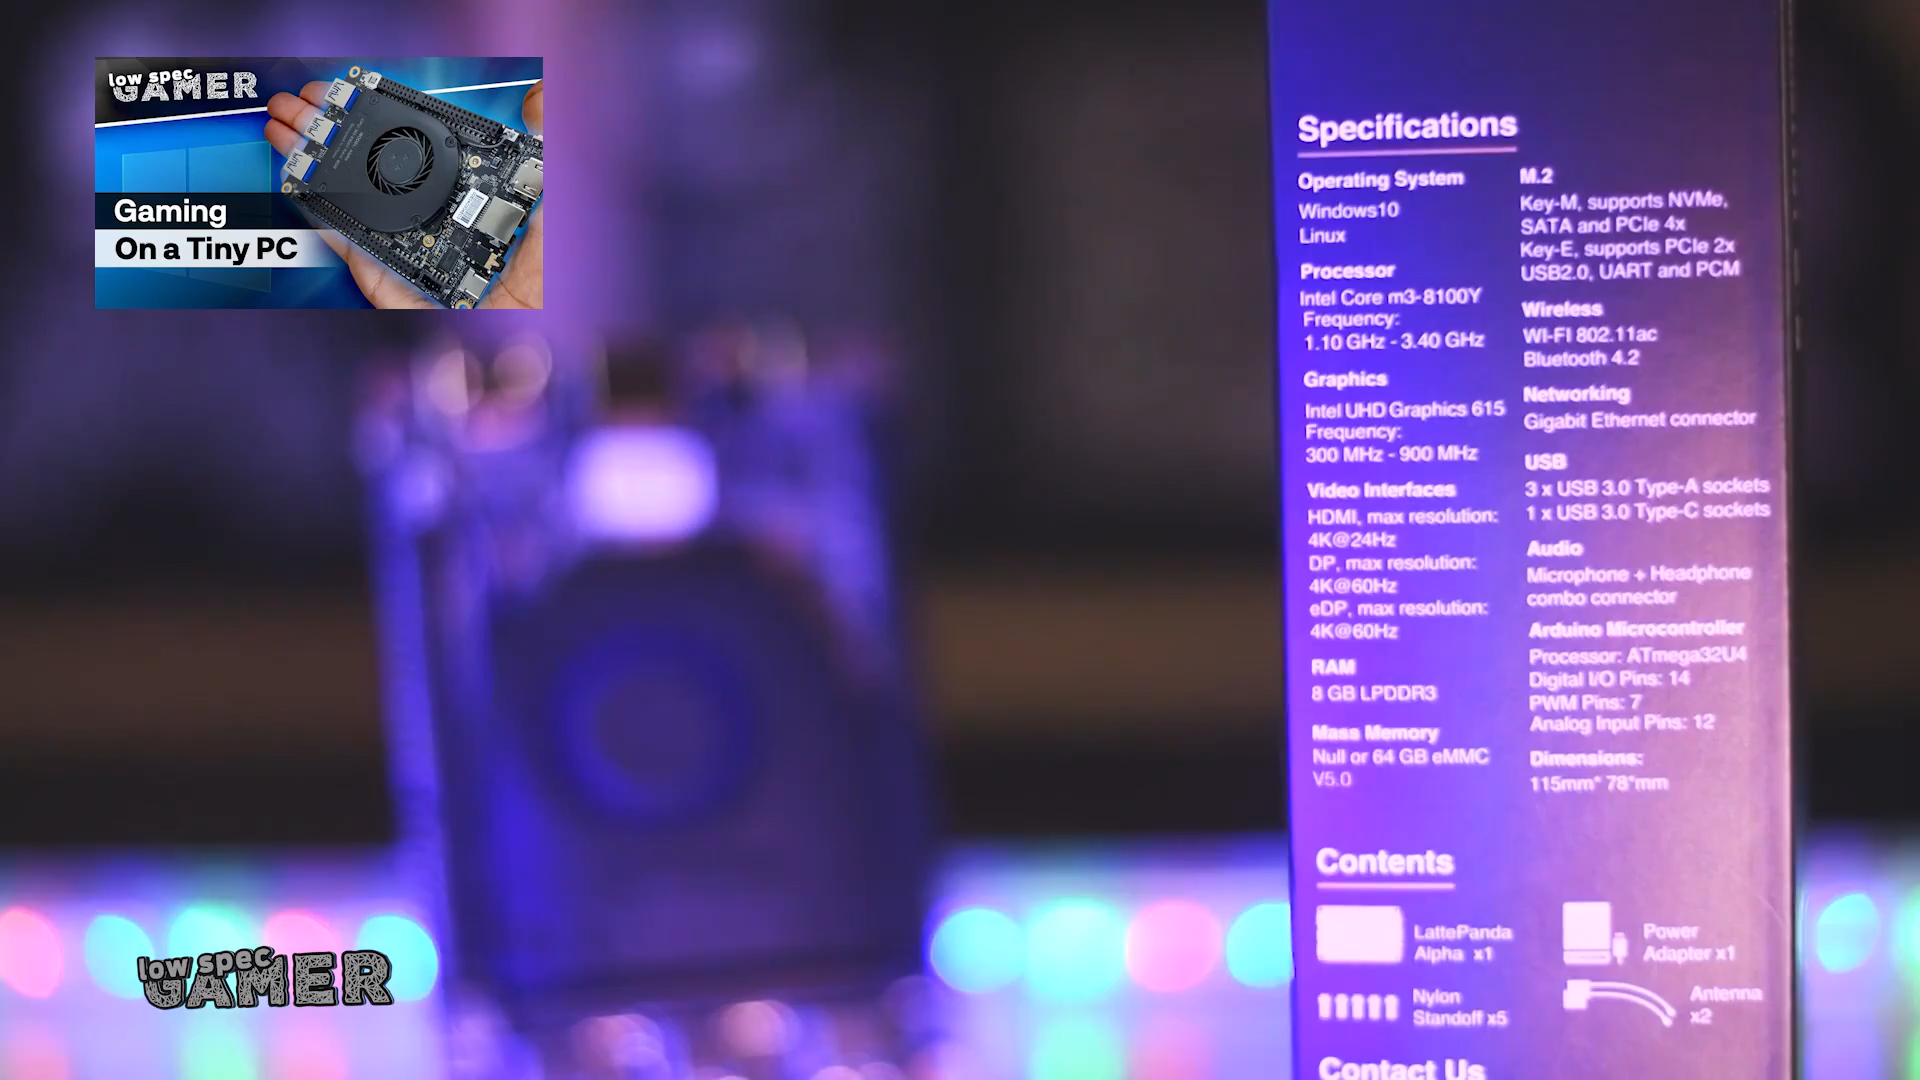 low spec
GAMER
Gaming
On a Tiny PC
Specifications
Operating System
Windows10
Linux
Processor
Intel Core m3-8100Y
Frequency:
1.10 GHz - 3.40 GHz
Graphics
Intel UHD Graphics 615
Frequency:
300 MHz - 900 MHz
Video Interfaces
HDMI, max resolution:
4K@24Hz
DP, max resolution:
4K@60Hz
eDP, max resolution:
4K@60Hz
RAM
8 GB LPDDR3
Mass Memory
Null or 64 GB eMMC
V5.0
M.2
Key-M, supports NVMe,
SATA and PCIe 4x
Key-E, supports PCIe 2x
USB2.0, UART and PCM
Wireless
WI-FI 802.11ac
Bluetooth 4.2
Networking
Gigabit Ethernet connector
USB
3 x USB 3.0 Type-A sockets
1 x USB 3.0 Type-C sockets
Audio
Microphone + Headphone
combo connector
Arduino Microcontroller
Processor: ATmega32U4
Digital I/O Pins: 14
PWM Pins: 7
Analog Input Pins: 12
Dimensions:
115mm* 78*mm
Contents
LattePanda
Alpha x1
Power
Adapter x1
Nylon
Standoff x5
Antenna
x2
Contact Us
low spec
GAMER